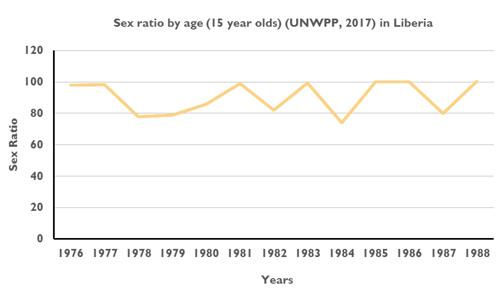 Sex ratio by age (15 year olds) (UNWPP, 2017) in Liberia
120
100
80
60
40
20
0
Sex Ratio
1976 1977 1978 1979 1980 1981 1982 1983 1984 1985 1986 1987 1988
Years